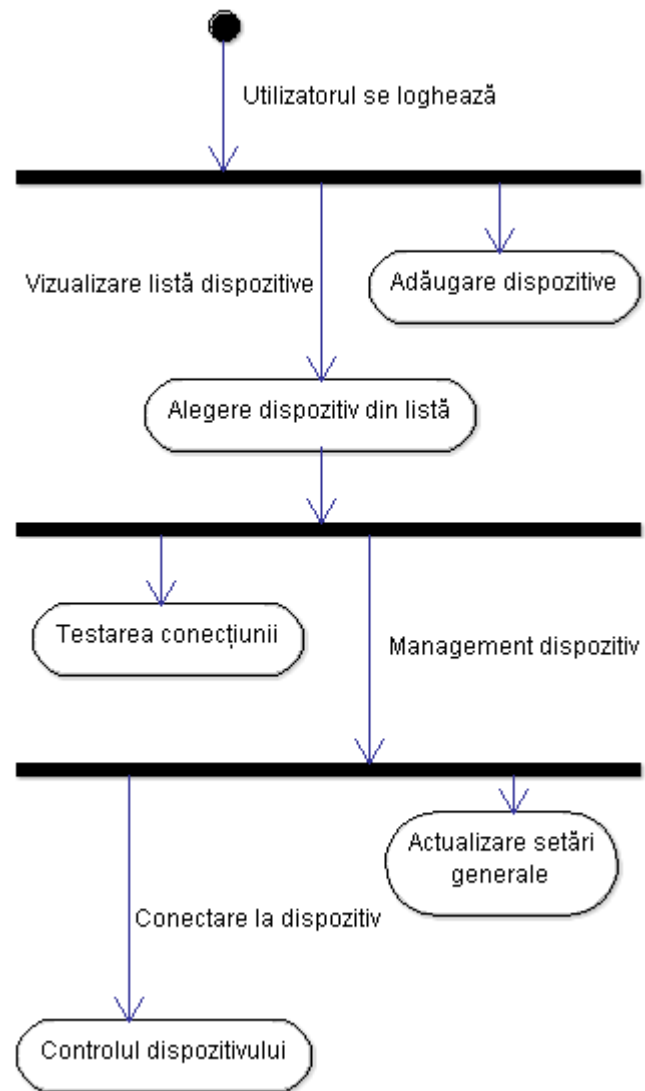 Utilizatorul se loghează
Vizualizare listă dispozitive
Adăugare dispozitive
Alegere dispozitiv din listă
Testarea conecțiunii
Management dispozitiv
Actualizare setări
generale
Conectare la dispozitiv
Controlul dispozitivului